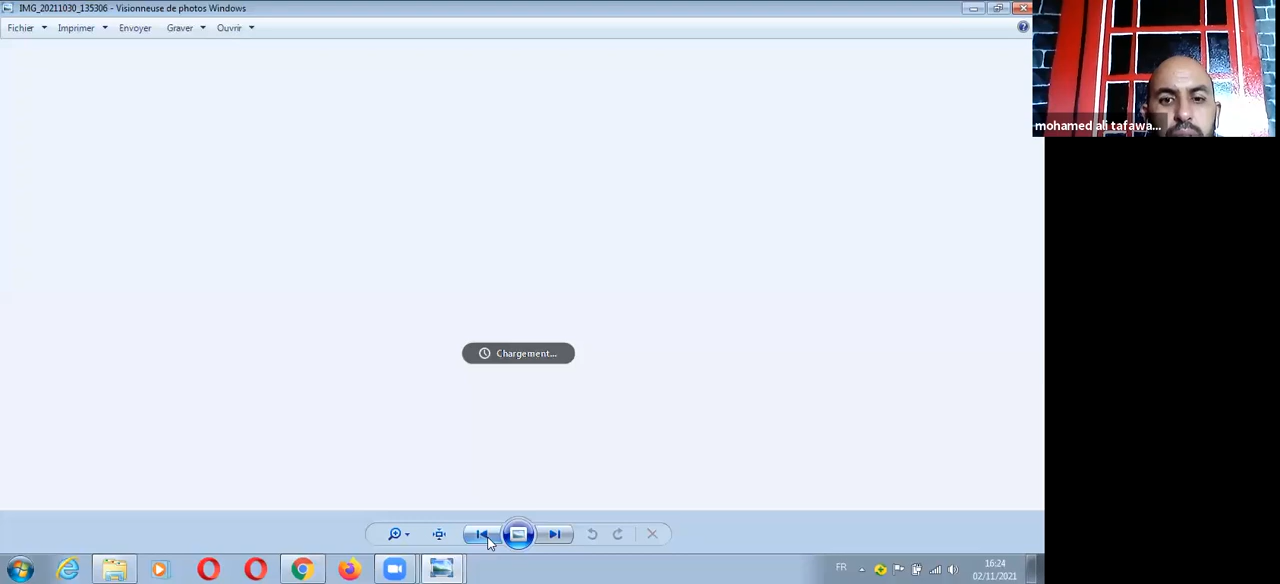 IMG_20211030_135306 - Visionneuse de photos Windows
Fichier Imprimer Envoyer Graver Ouvrir
mohamed ali tafawa...
Chargement...
FR
16:24
02/11/2021